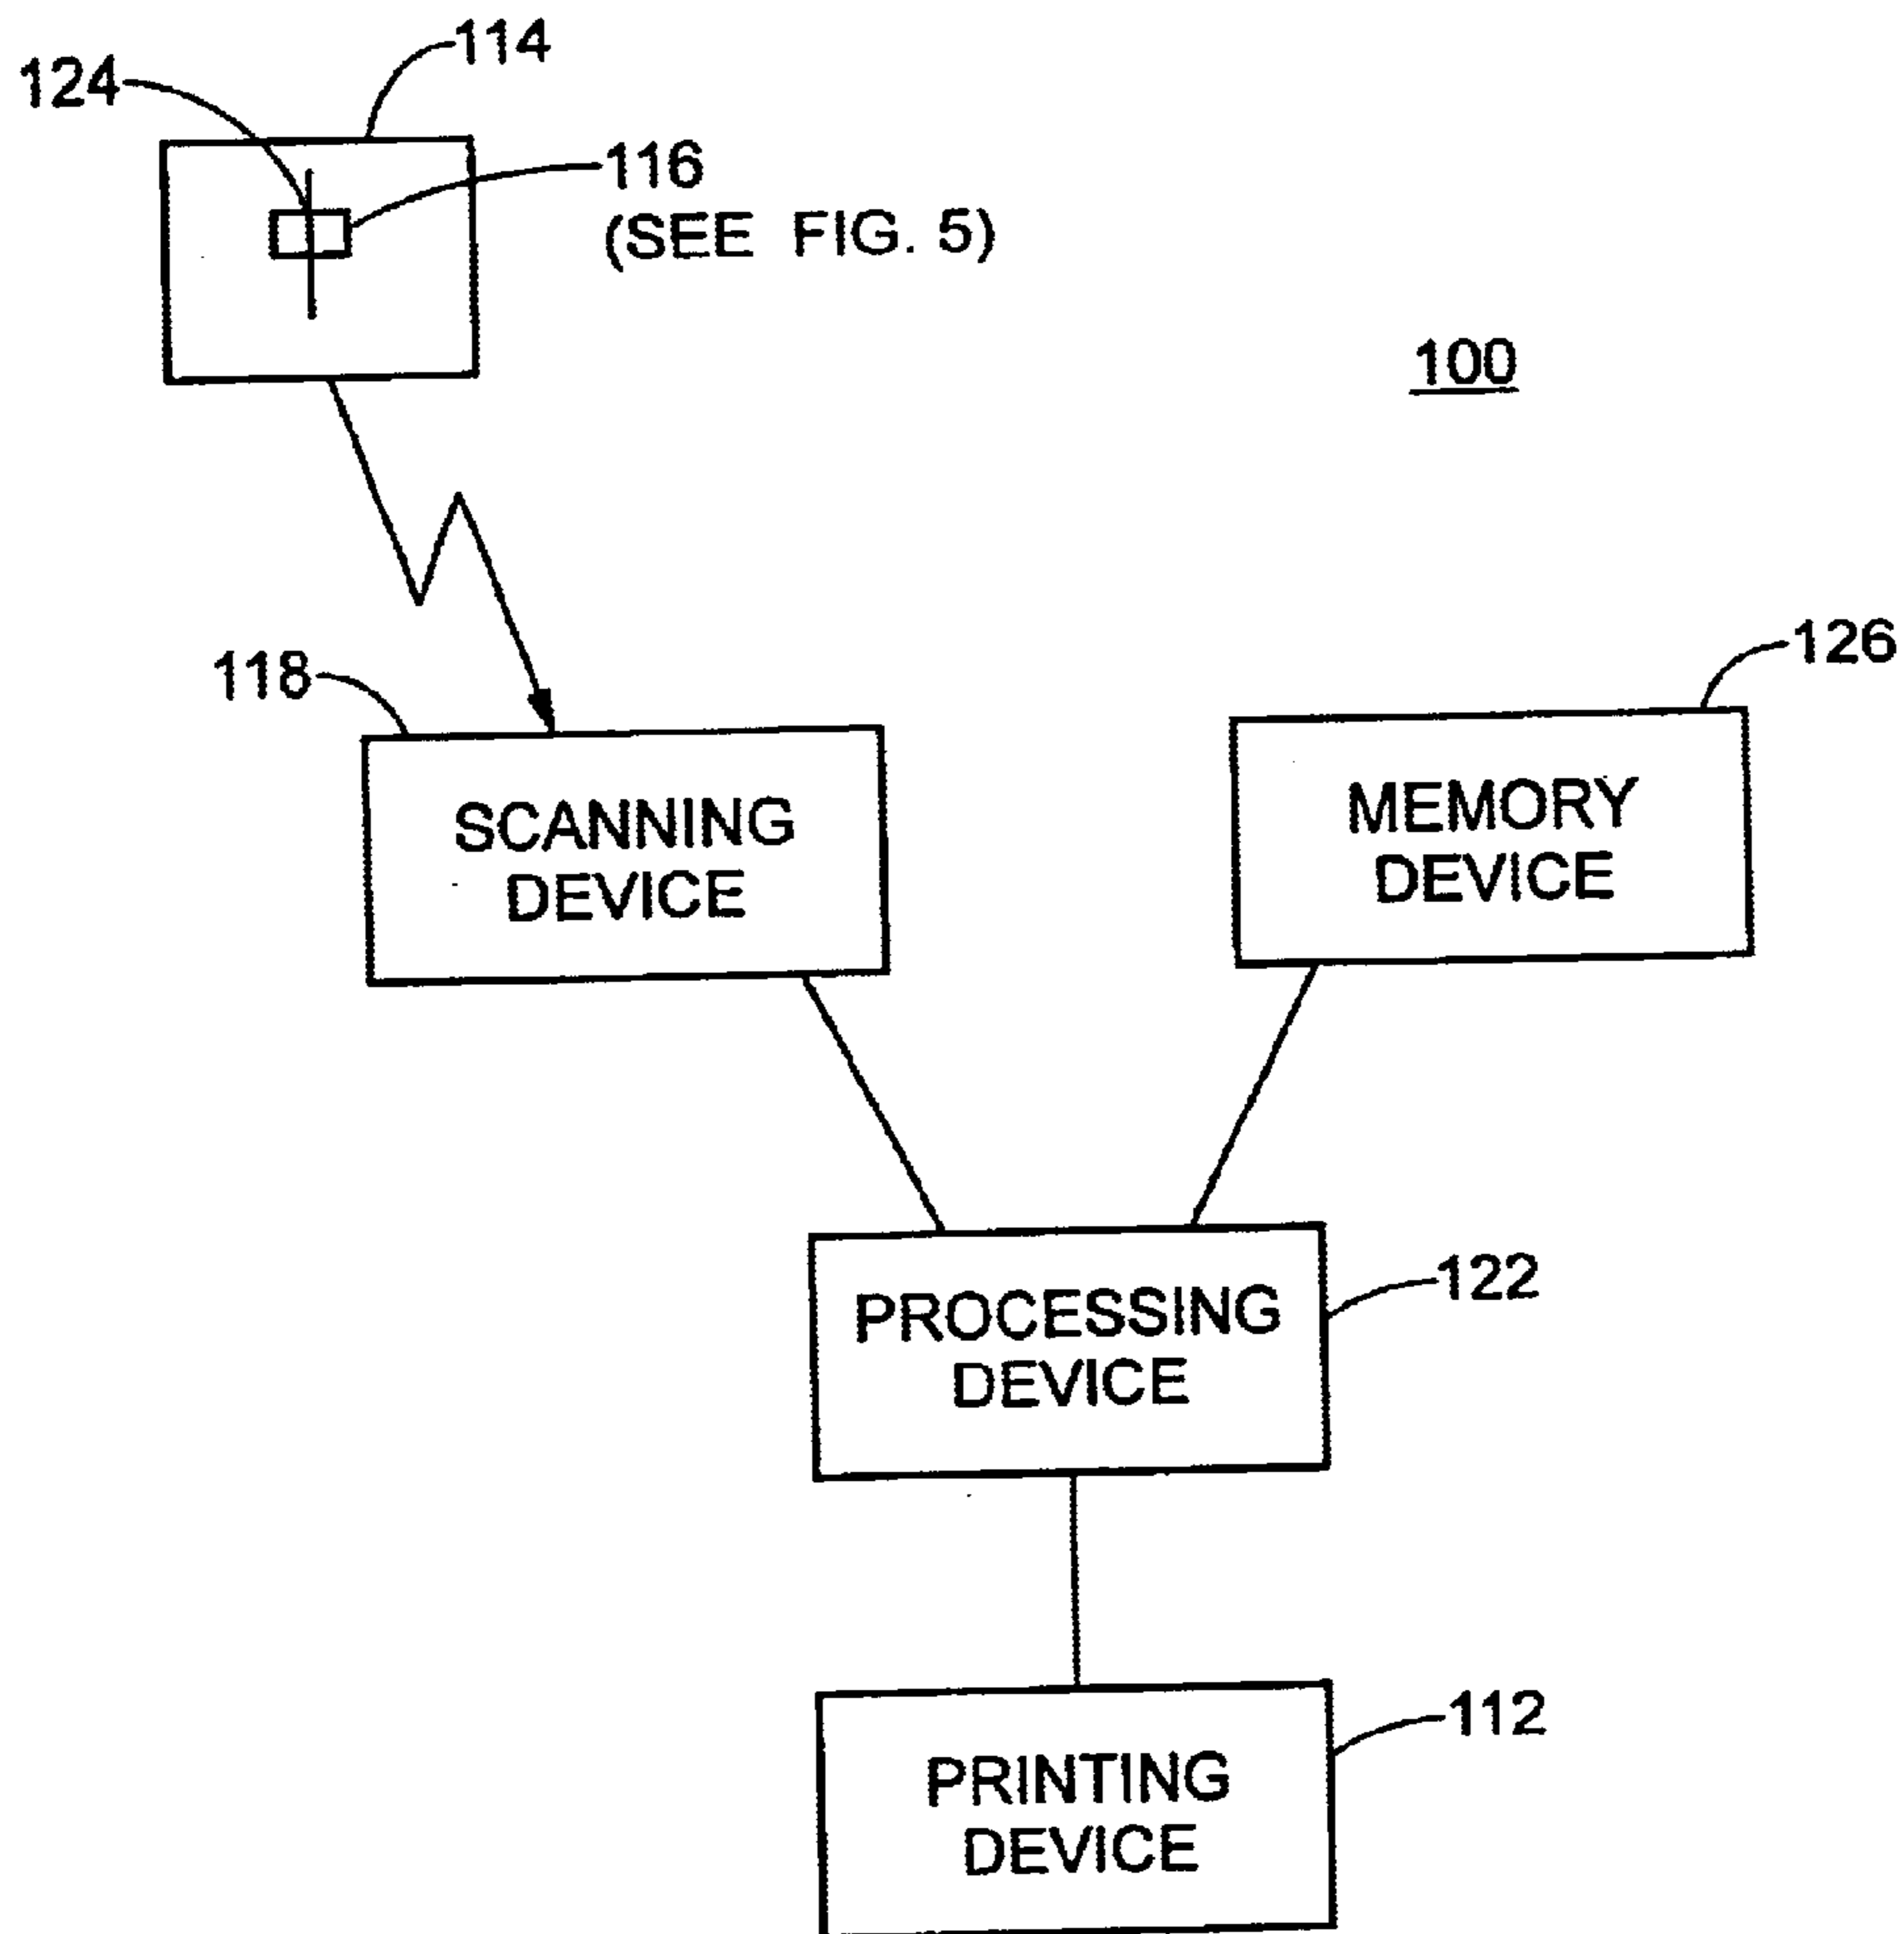 114
124
116
(SEE FIG. 5)
100
118
126
SCANNING
DEVICE
MEMORY
DEVICE
122
PROCESSING
DEVICE
112
PRINTING
DEVICE